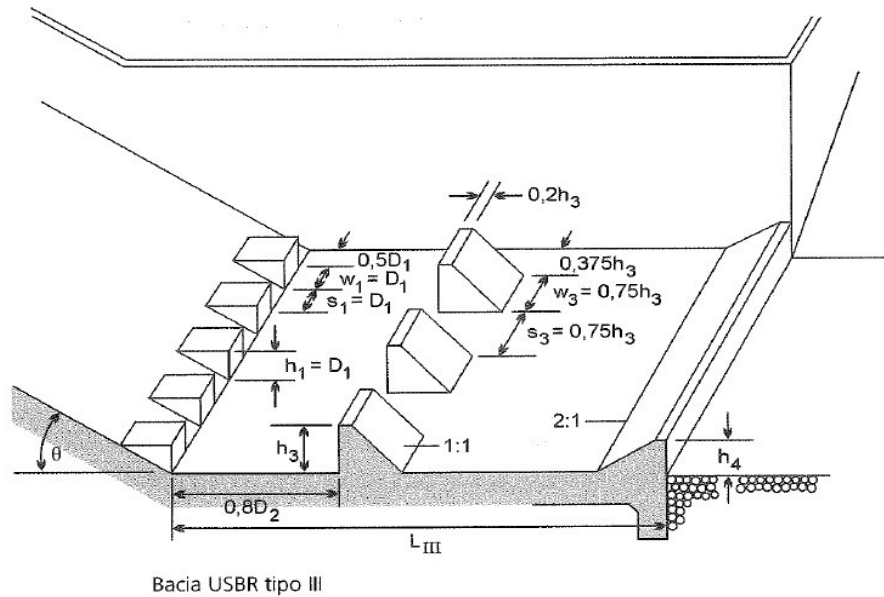 0,2h₃
0,5D₁
w₁ = D₁
s₁ = D₁
0,375h₃
w₃ = 0,75h₃
s₃ = 0,75h₃
h₁ = D₁
2:1
θ
h₃
1:1
h₄
0,8D₂
L_III
Bacia USBR tipo III